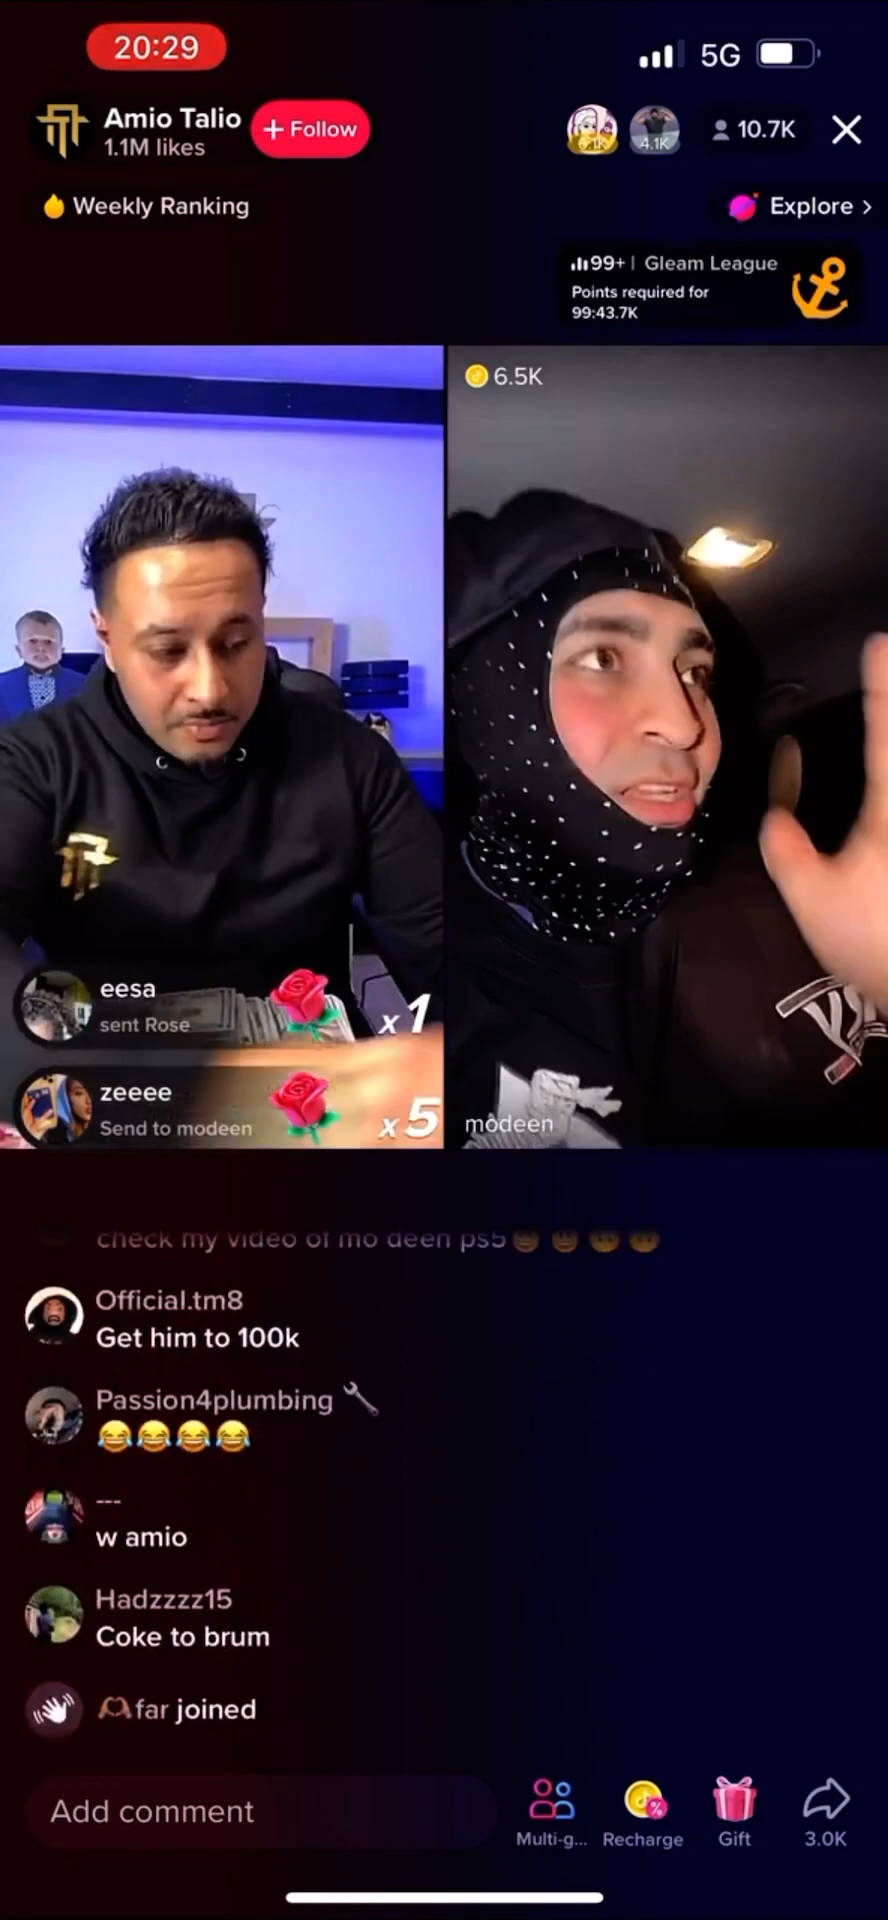 20:29
5G
Amio Talio
1.1M likes
+ Follow
4.1K
10.7K
Weekly Ranking
Explore >
99+ | Gleam League
Points required for
99:43.7K
6.5K
eesa
sent Rose
x1
zeeee
Send to modeen
x5
modeen
check my video of mo deen ps5
Official.tm8
Get him to 100k
Passion4plumbing
---
w amio
Hadzzzz15
Coke to brum
far joined
Add comment
Multi-g...
Recharge
Gift
3.0K